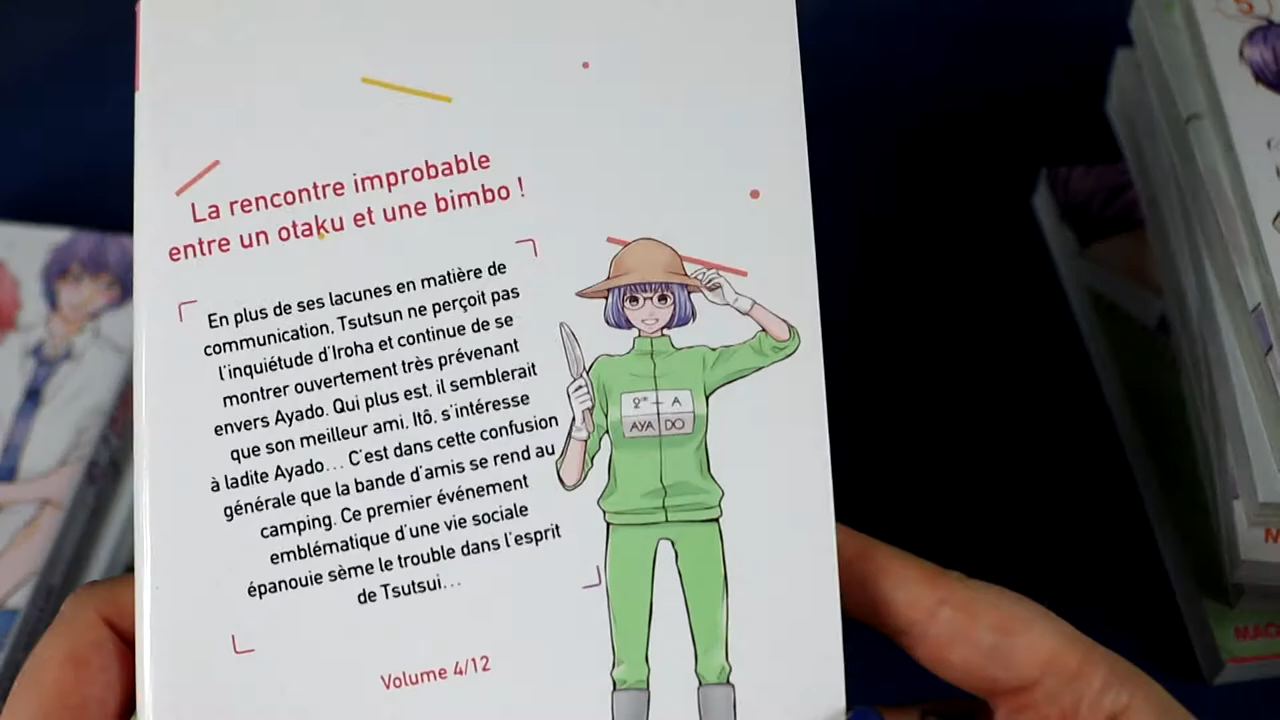 La rencontre improbable
entre un otaku et une bimbo !
En plus de ses lacunes en matière de
communication, Tsutsun ne perçoit pas
l'inquiétude d'Iroha et continue de se
montrer ouvertement très prévenant
envers Ayado. Qui plus est, il semblerait
que son meilleur ami, Itô, s'intéresse
à ladite Ayado... C'est dans cette confusion
générale que la bande d'amis se rend au
camping. Ce premier événement
emblématique d'une vie sociale
épanouie sème le trouble dans l'esprit
de Tsutsui...
2e - A
AYADO
Volume 4/12
5